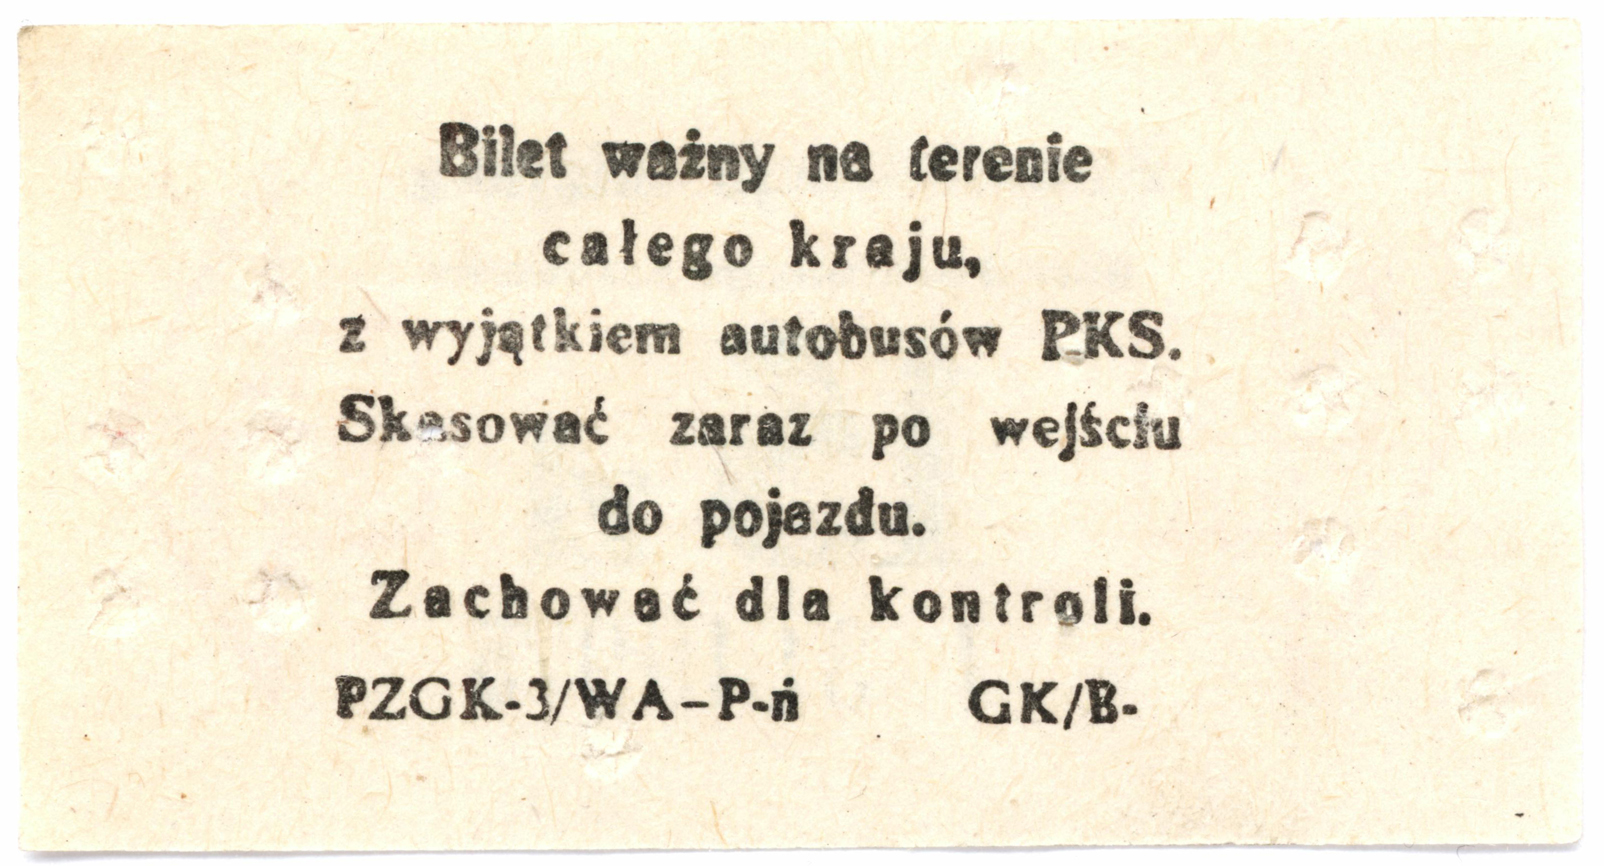 Bilet ważny na terenie
całego kraju,
z wyjątkiem autobusów PKS.
Skasować zaraz po wejściu
do pojazdu.
Zachować dla kontroli.
PZGK-3/WA–P-ń GK/B-